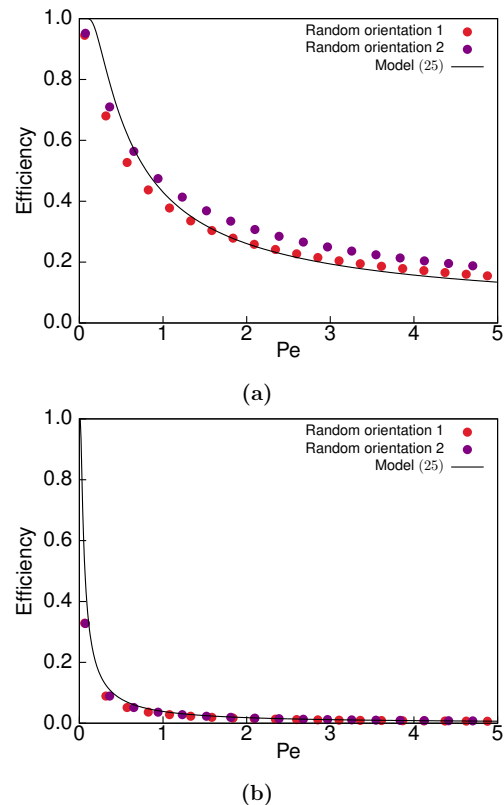 1.0
Random orientation 1
Random orientation 2
Model (25)
0.8
0.6
0.4
0.2
0.0
Efficiency
0 1 2 3 4 5
Pe
(a)
1.0
Random orientation 1
Random orientation 2
Model (25)
0.8
0.6
0.4
0.2
0.0
Efficiency
0 1 2 3 4 5
Pe
(b)